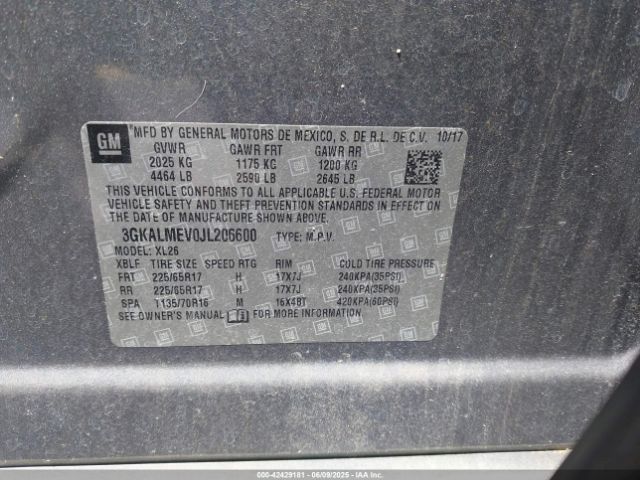 GM
MFD BY GENERAL MOTORS DE MEXICO, S. DE R.L. DE C.V. 10/17
GVWR GAWR FRT GAWR RR
2025 KG 1175 KG 1200 KG
4464 LB 2590 LB 2645 LB
THIS VEHICLE CONFORMS TO ALL APPLICABLE U.S. FEDERAL MOTOR
VEHICLE SAFETY AND THEFT PREVENTION STANDARDS IN EFFECT ON
THE DATE OF MANUFACTURE SHOWN ABOVE.
3GKALMEV0JL205600 TYPE: M.P.V.
MODEL: XL26
XBLF TIRE SIZE SPEED RTG RIM COLD TIRE PRESSURE
FRT 225/65R17 H 17X7J 240KPA(35PSI)
RR 225/65R17 H 17X7J 240KPA(35PSI)
SPA T135/70R16 M 16X4BT 420KPA(60PSI)
SEE OWNER'S MANUAL FOR MORE INFORMATION.
000-42429181 - 06/09/2025 - IAAI.COM